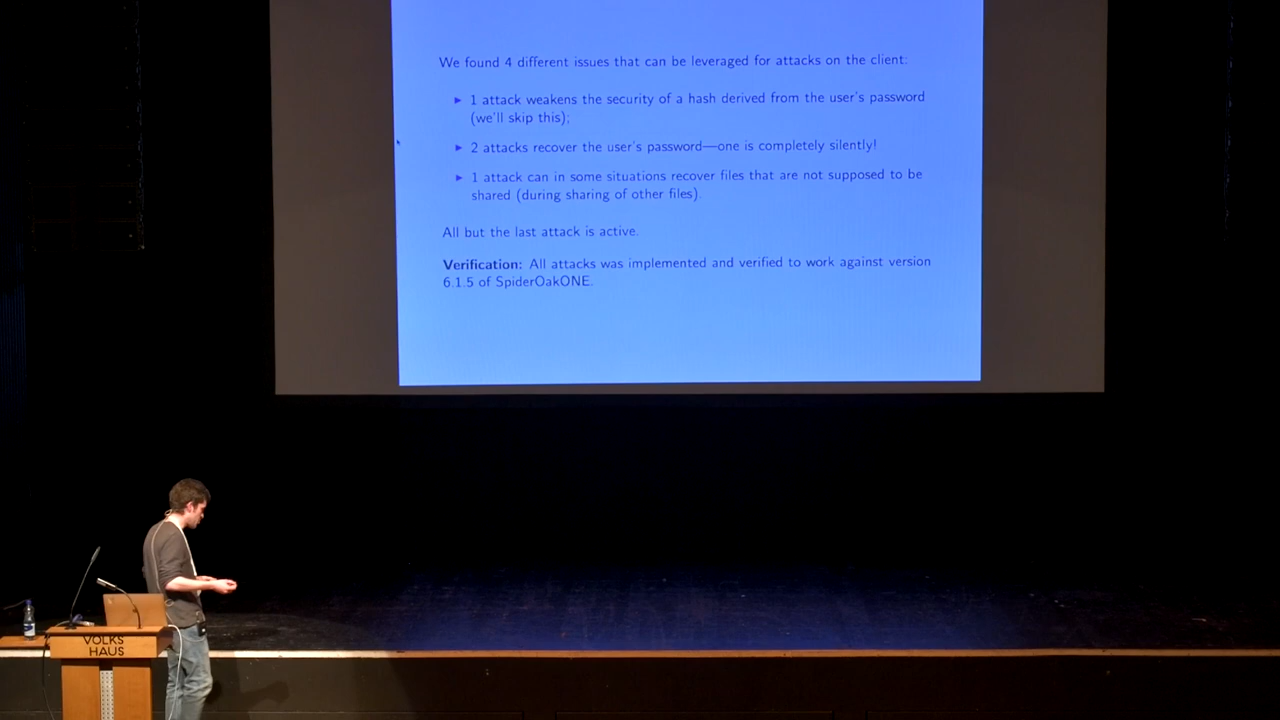 We found 4 different issues that can be leveraged for attacks on the client:
▶ 1 attack weakens the security of a hash derived from the user's password
(we'll skip this);
▶ 2 attacks recover the user's password—one is completely silently!
▶ 1 attack can in some situations recover files that are not supposed to be
shared (during sharing of other files).
All but the last attack is active.
Verification: All attacks was implemented and verified to work against version
6.1.5 of SpiderOakONE.
VOLKS
HAUS